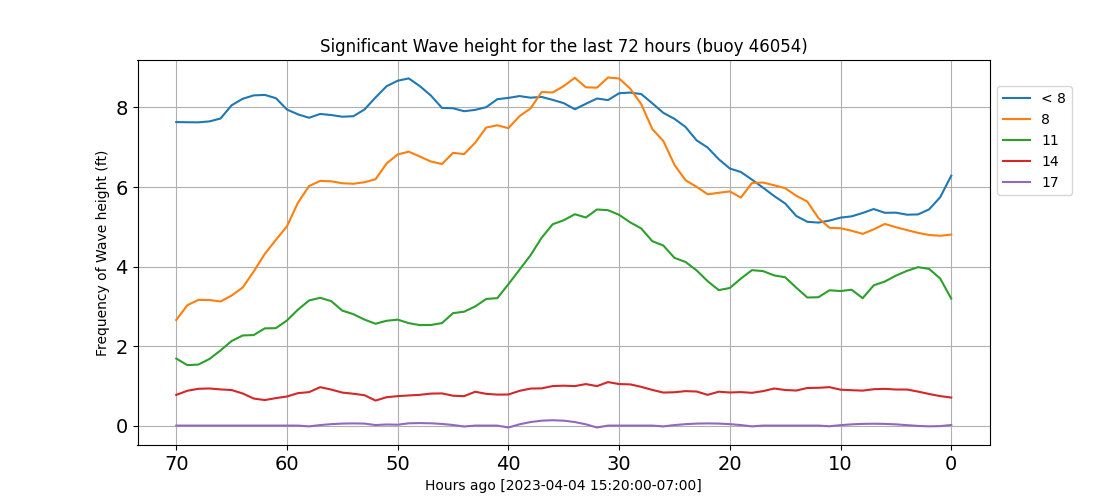 Significant Wave height for the last 72 hours (buoy 46054)
Frequency of Wave height (ft)
8
6
4
2
0
70 60 50 40 30 20 10 0
Hours ago [2023-04-04 15:20:00-07:00]
< 8
8
11
14
17